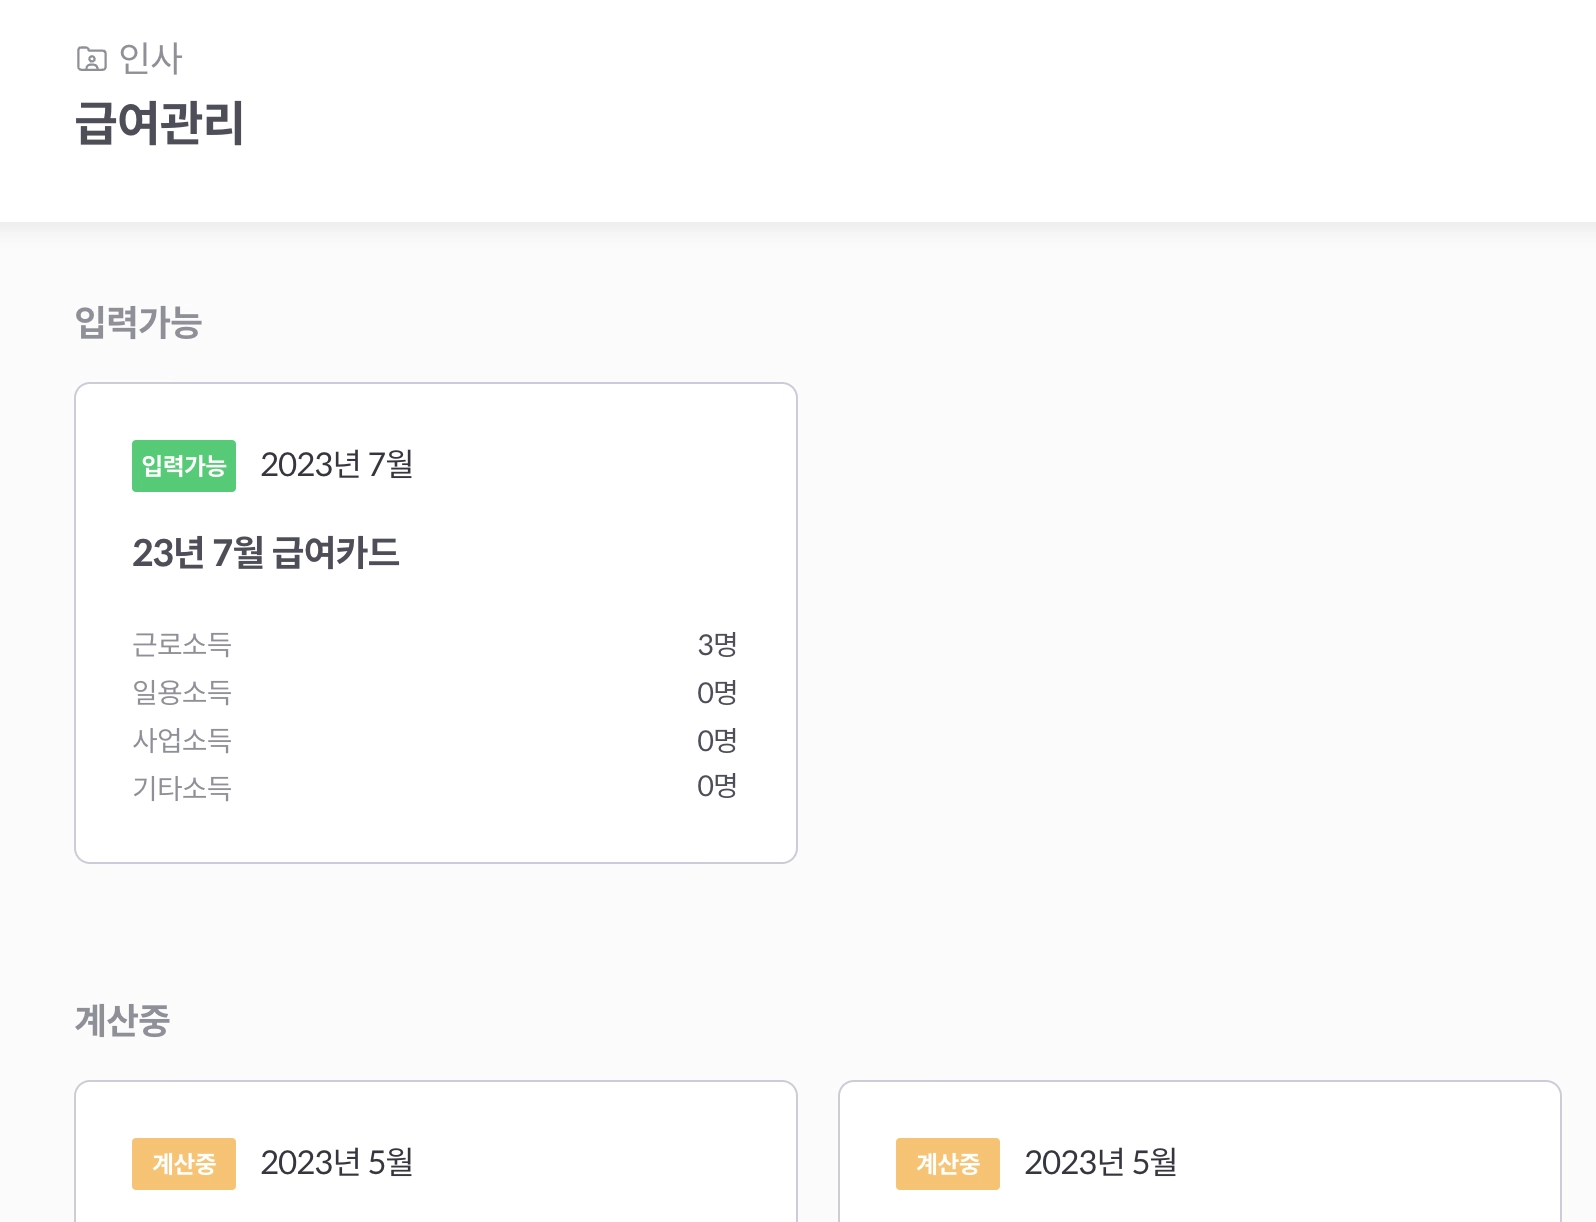 인사
급여관리
입력가능
입력가능 2023년 7월
23년 7월 급여카드
근로소득 3명
일용소득 0명
사업소득 0명
기타소득 0명
계산중
계산중 2023년 5월
계산중 2023년 5월